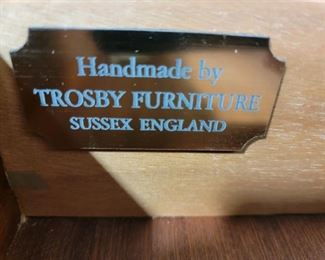 Handmade by
TROSBY FURNITURE
SUSSEX ENGLAND